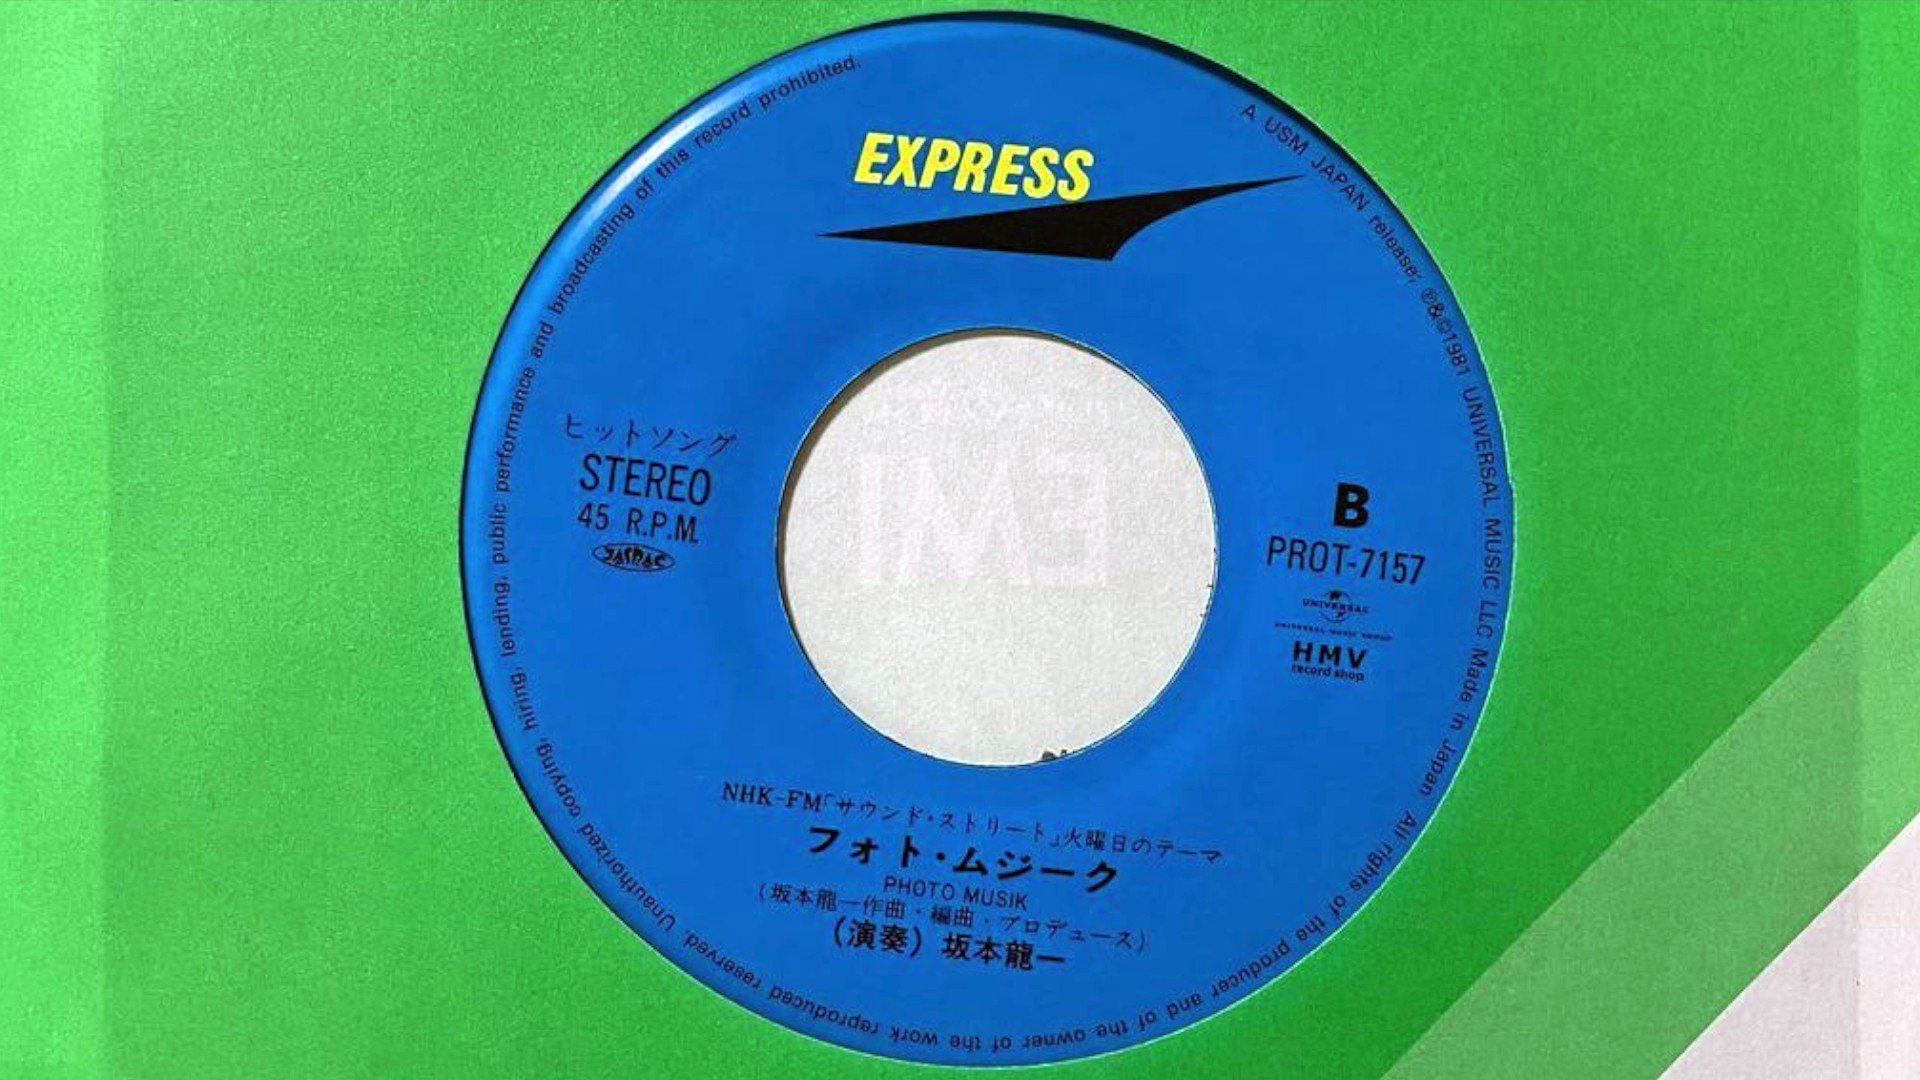 EXPRESS
ヒットソング
STEREO
45 R.P.M.
JASRAC
B
PROT-7157
UNIVERSAL
UNIVERSAL MUSIC GROUP
HMV
record shop
NHK-FM「サウンド・ストリート」火曜日のテーマ
フォト・ムジーク
PHOTO MUSIK
(坂本龍一作曲・編曲・プロデュース)
(演奏) 坂本龍一
A USM JAPAN release; ℗&©1981 UNIVERSAL MUSIC LLC Made in Japan All rights of the producer and of the owner of the work reproduced reserved. Unauthorized copying, hiring, lending, public performance and broadcasting of this record prohibited.
EMI